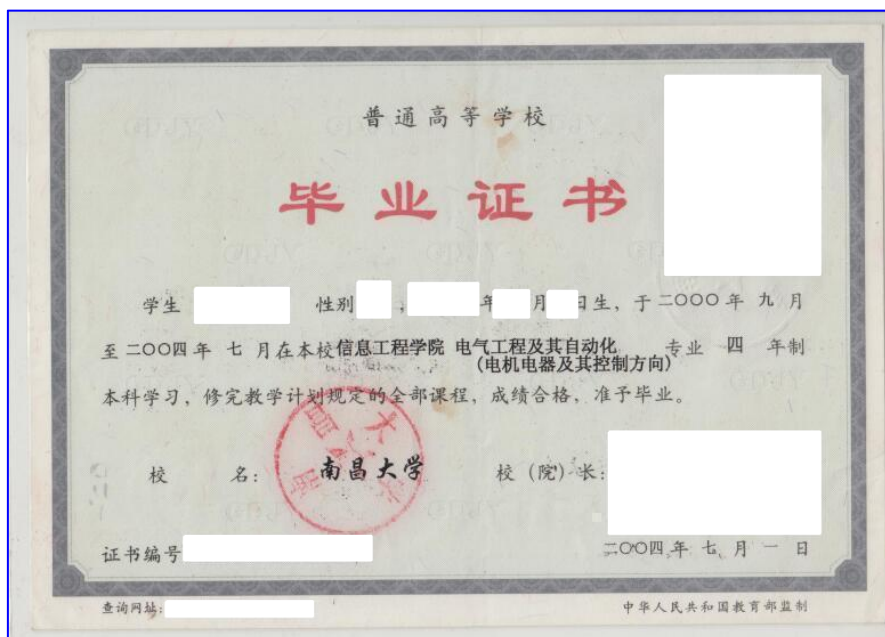 普通高等学校
毕业证书
学生 性别 , 年 月 日生, 于二〇〇〇年 九 月
至二〇〇四年 七 月在本校信息工程学院 电气工程及其自动化 专业 四 年制
(电机电器及其控制方向)
本科学习, 修完教学计划规定的全部课程, 成绩合格, 准予毕业。
校 名: 南昌大学 校 (院) 长:
南昌大学
证书编号 二〇〇四年 七 月 一 日
查询网址: 中华人民共和国教育部监制